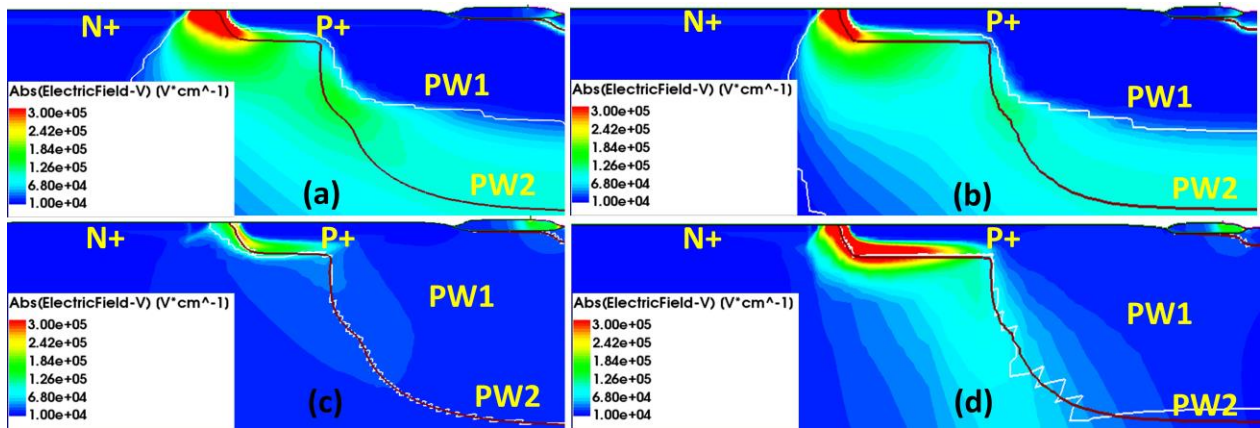 N+ P+
PW1
Abs(ElectricField-V) (V*cm^-1)
3.00e+05
2.42e+05
1.84e+05
1.26e+05
6.80e+04
1.00e+04
PW2
(a)
N+ P+
PW1
Abs(ElectricField-V) (V*cm^-1)
3.00e+05
2.42e+05
1.84e+05
1.26e+05
6.80e+04
1.00e+04
PW2
(b)
N+ P+
PW1
Abs(ElectricField-V) (V*cm^-1)
3.00e+05
2.42e+05
1.84e+05
1.26e+05
6.80e+04
1.00e+04
PW2
(c)
N+ P+
PW1
Abs(ElectricField-V) (V*cm^-1)
3.00e+05
2.42e+05
1.84e+05
1.26e+05
6.80e+04
1.00e+04
PW2
(d)